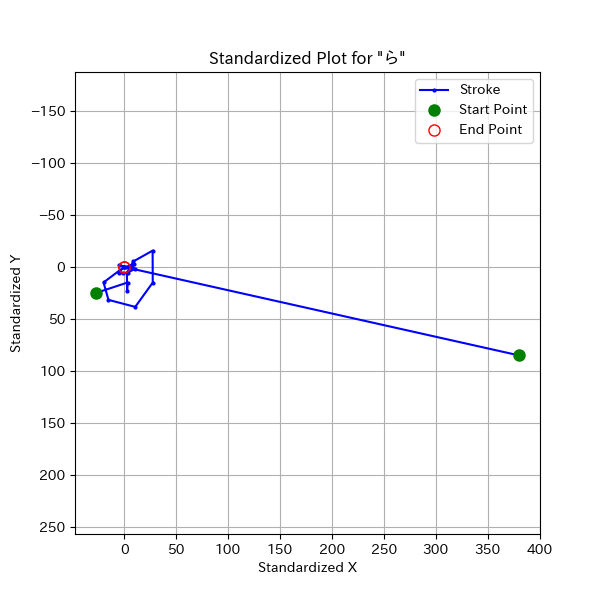 Standardized Plot for "ら"
Stroke
Start Point
End Point
Standardized Y
−150
−100
−50
0
50
100
150
200
250
0 50 100 150 200 250 300 350 400
Standardized X